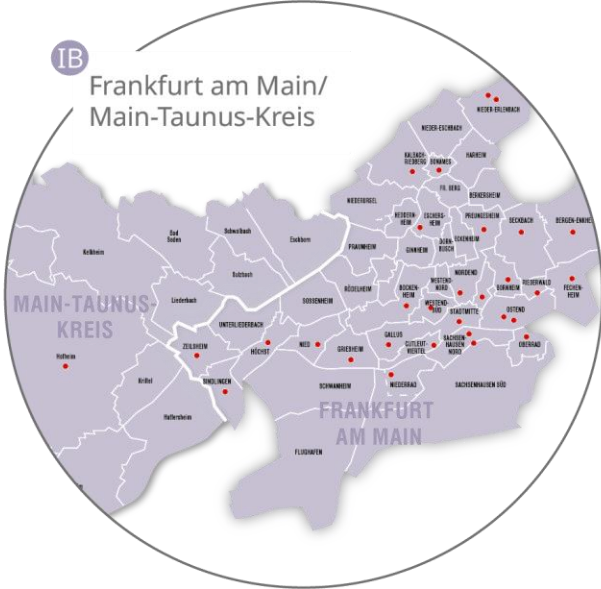 IB
Frankfurt am Main/
Main-Taunus-Kreis
NIEDER-ERLENBACH
NIEDER-ESCHBACH
KALBACH-
RIEDBERG
BONAMES
HARHEIM
FR. BERG
BERKERSHEIM
NIEDERURSEL
HEDDERN-
HEIM
ESCHERS-
HEIM
PREUNGESHEIM
SECKBACH
BERGEN-ENKHEIM
ECKENHEIM
DORN-
BUSCH
GINNHEIM
PRAUNHEIM
Bad
Soden
Schwalbach
Eschborn
Kelkheim
Sulzbach
Liederbach
MAIN-TAUNUS-
KREIS
RÖDELHEIM
SOSSENHEIM
BOCKEN-
HEIM
WESTEND-
NORD
NORDEND
WESTEND-
SÜD
BORNHEIM
RIEDERWALD
FECHEN-
HEIM
STADTMITTE
OSTEND
UNTERLIEDERBACH
ZEILSHEIM
HÖCHST
NIED
GRIESHEIM
GALLUS
GUTLEUT-
VIERTEL
SACHSEN-
HAUSEN
NORD
OBERRAD
Hofheim
Kriftel
SINDLINGEN
Hattersheim
SCHWANHEIM
NIEDERRAD
SACHSENHAUSEN SÜD
FRANKFURT
AM MAIN
FLUGHAFEN